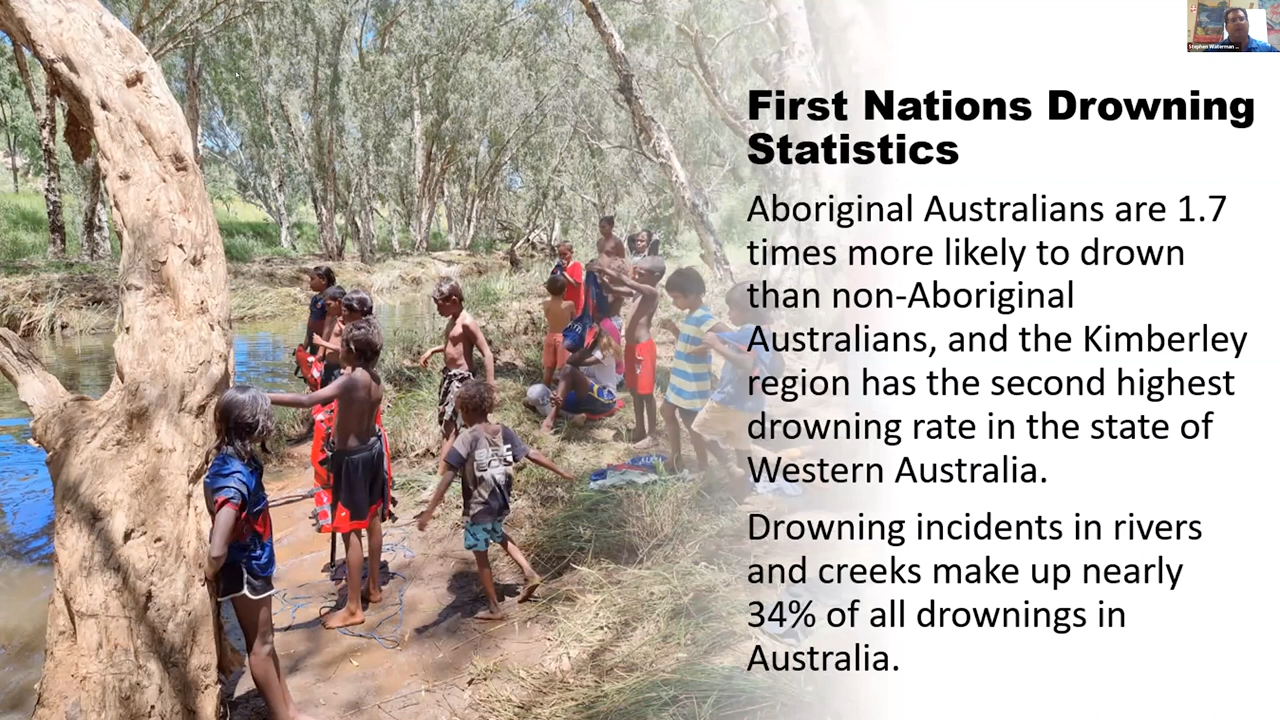 Stephen Waterman ...
First Nations Drowning
Statistics
Aboriginal Australians are 1.7
times more likely to drown
than non-Aboriginal
Australians, and the Kimberley
region has the second highest
drowning rate in the state of
Western Australia.
Drowning incidents in rivers
and creeks make up nearly
34% of all drownings in
Australia.